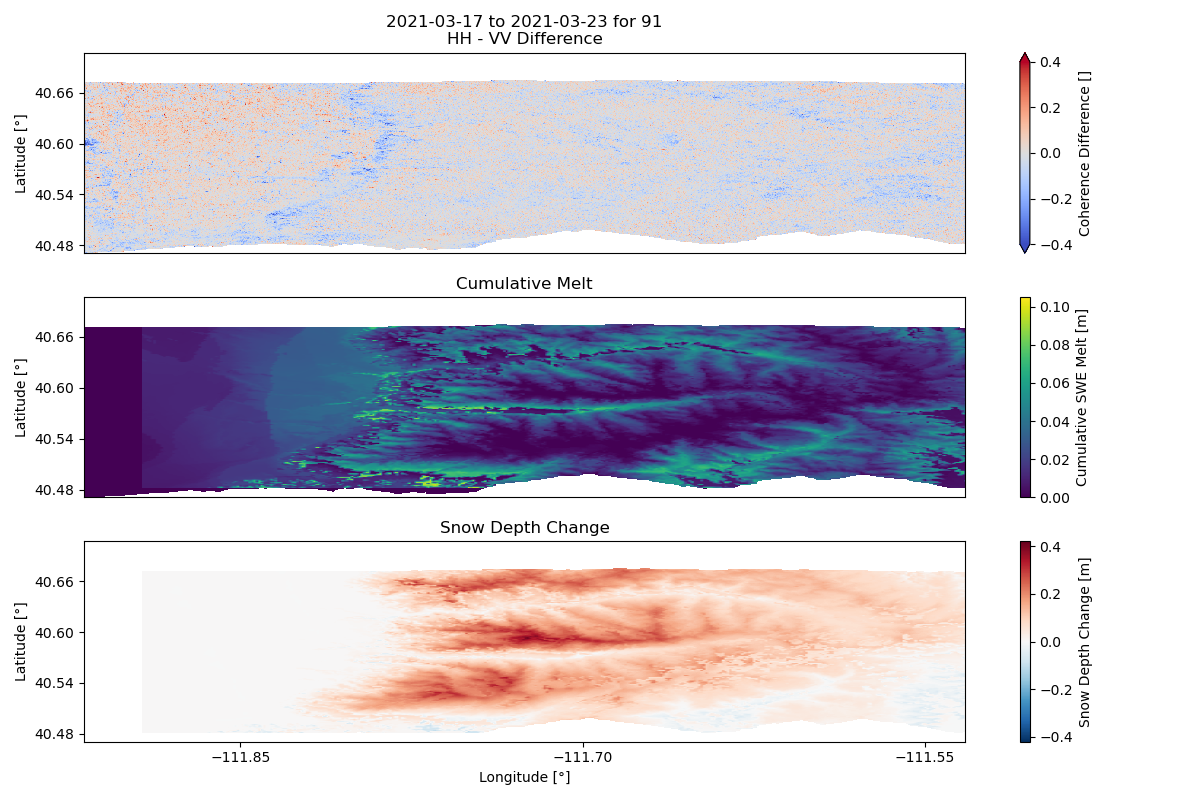 2021-03-17 to 2021-03-23 for 91
HH - VV Difference
40.66
40.60
40.54
40.48
Latitude [°]
0.4
0.2
0.0
−0.2
−0.4
Coherence Difference []
Cumulative Melt
40.66
40.60
40.54
40.48
Latitude [°]
0.10
0.08
0.06
0.04
0.02
0.00
Cumulative SWE Melt [m]
Snow Depth Change
40.66
40.60
40.54
40.48
Latitude [°]
0.4
0.2
0.0
−0.2
−0.4
Snow Depth Change [m]
−111.85
−111.70
−111.55
Longitude [°]